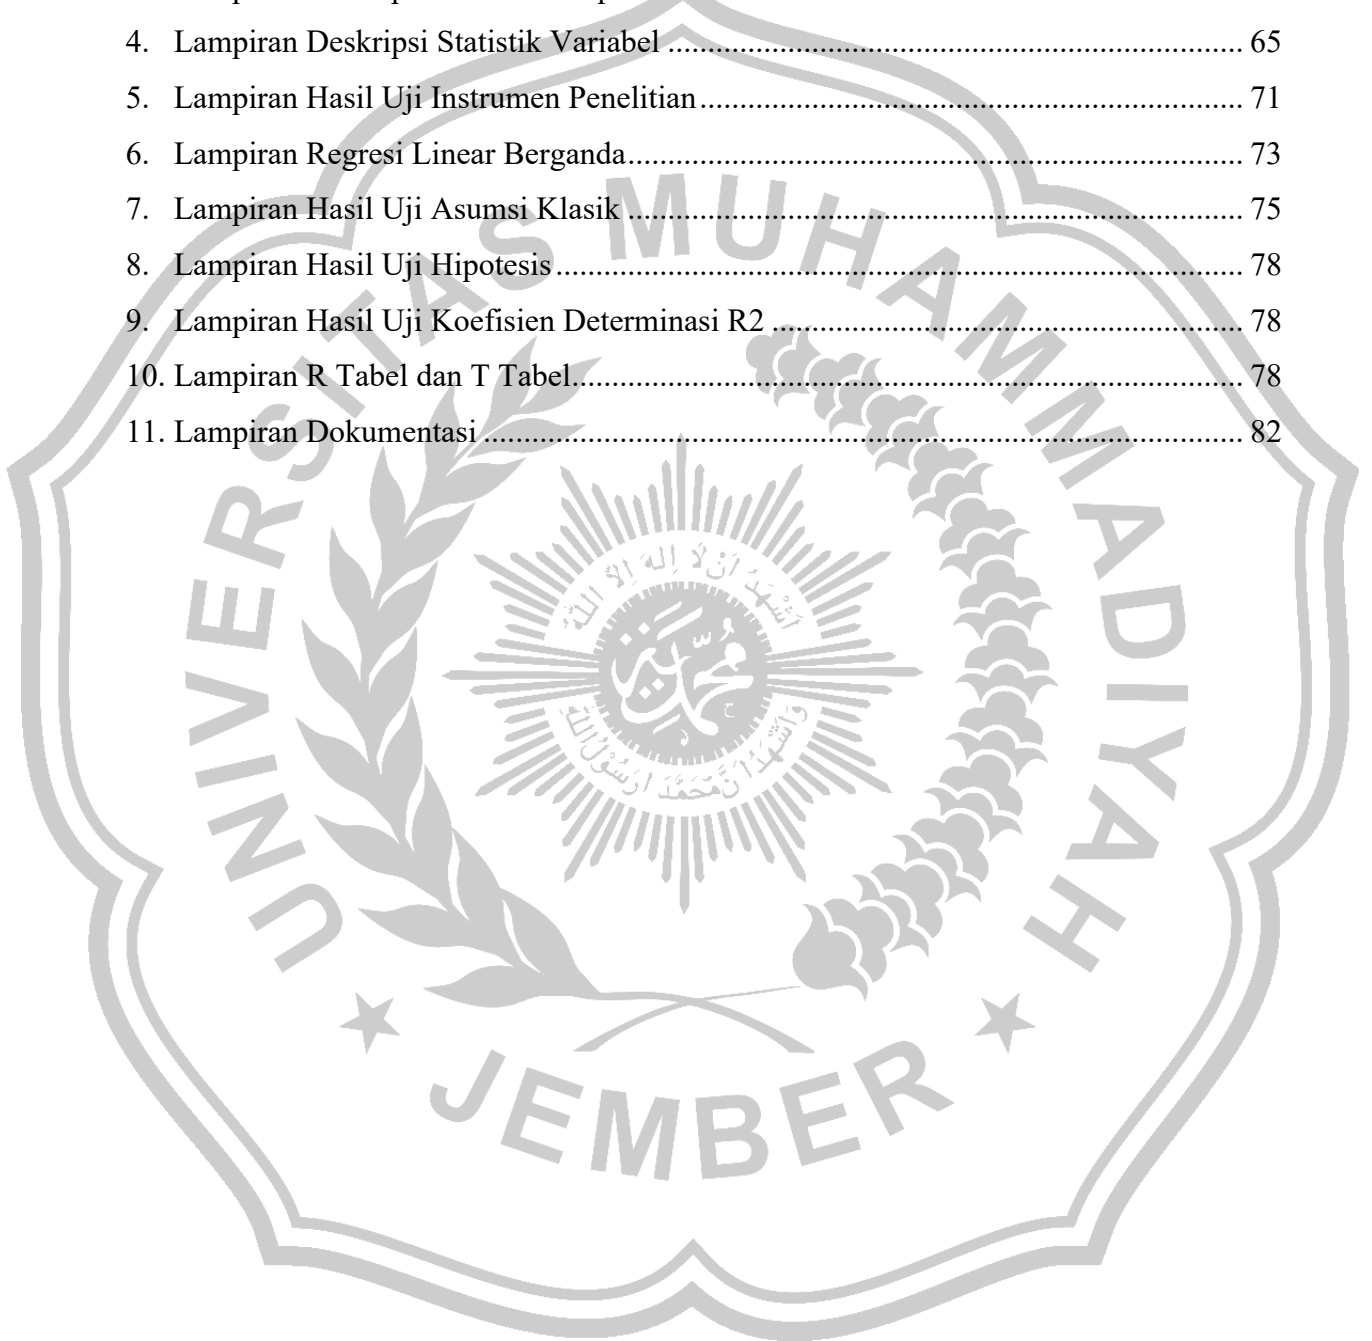 4. Lampiran Deskripsi Statistik Variabel ........................................................................ 65
5. Lampiran Hasil Uji Instrumen Penelitian .................................................................... 71
6. Lampiran Regresi Linear Berganda ............................................................................. 73
7. Lampiran Hasil Uji Asumsi Klasik ............................................................................. 75
8. Lampiran Hasil Uji Hipotesis ...................................................................................... 78
9. Lampiran Hasil Uji Koefisien Determinasi R2 ........................................................... 78
10. Lampiran R Tabel dan T Tabel .................................................................................... 78
11. Lampiran Dokumentasi ............................................................................................... 82
UNIVERSITAS MUHAMMADIYAH
JEMBER